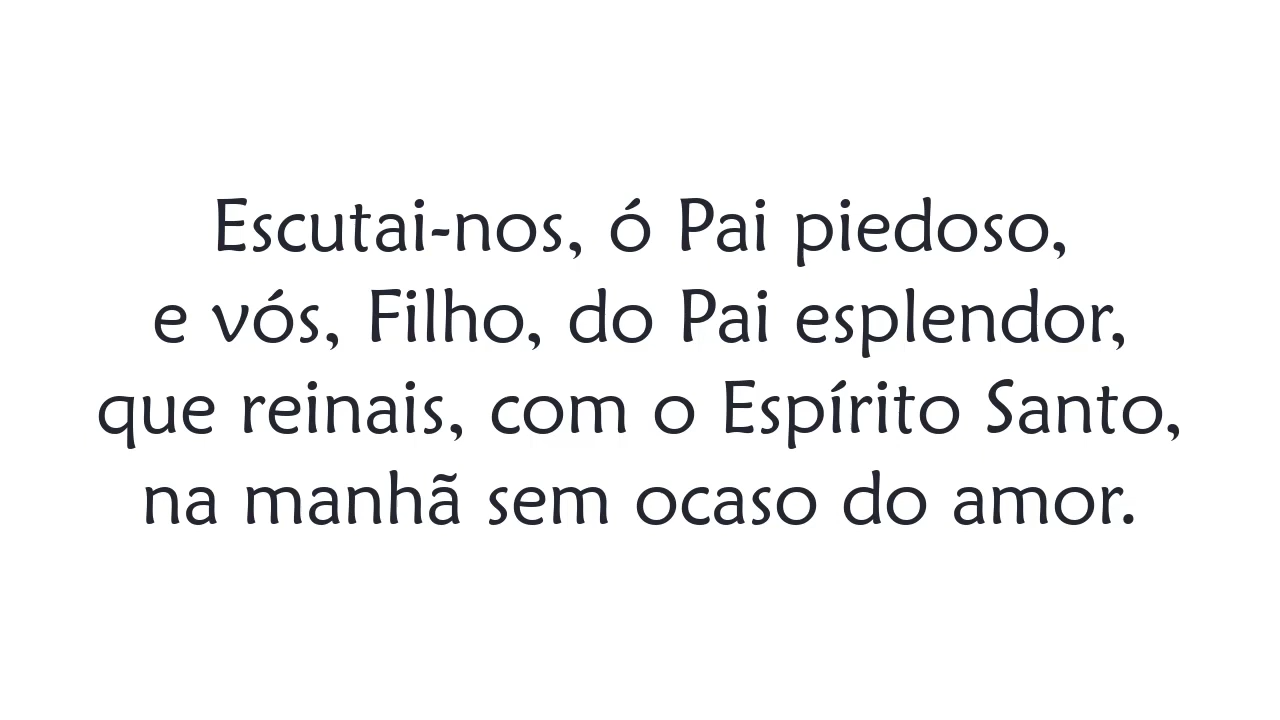 Escutai-nos, ó Pai piedoso,
e vós, Filho, do Pai esplendor,
que reinais, com o Espírito Santo,
na manhã sem ocaso do amor.